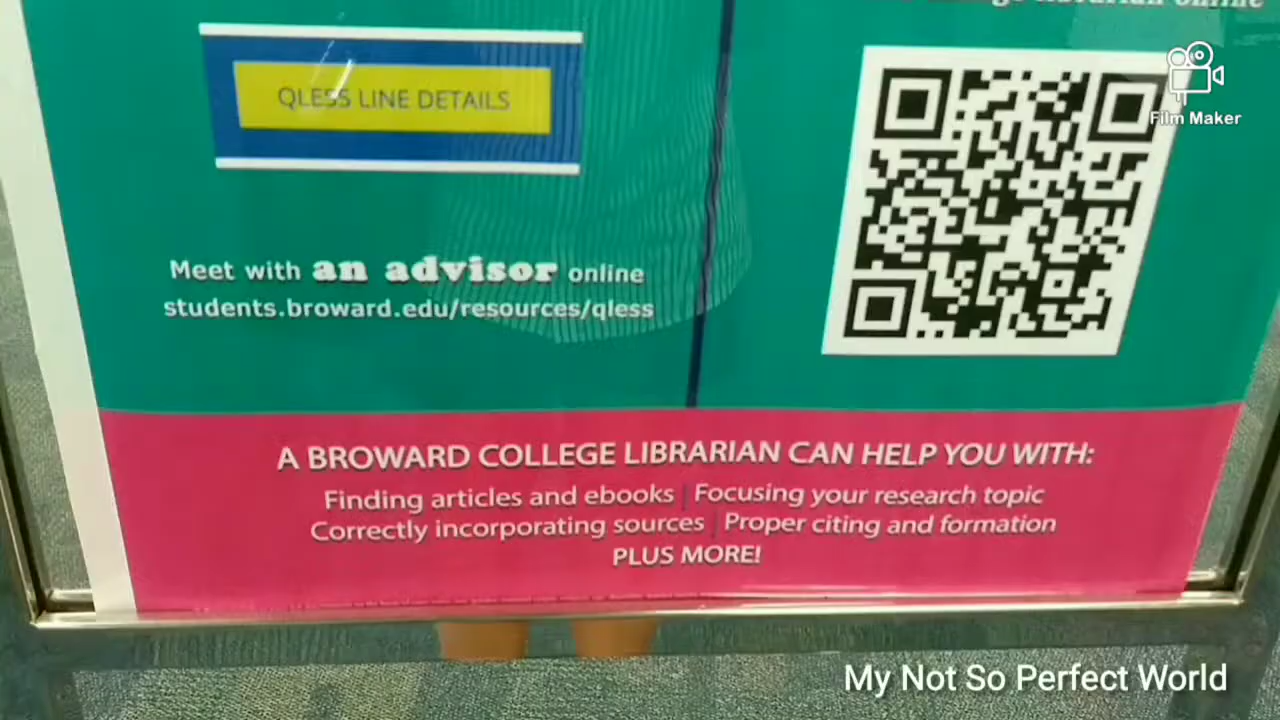 librarian online
QLESS LINE DETAILS
Film Maker
Meet with an advisor online
students.broward.edu/resources/qless
A BROWARD COLLEGE LIBRARIAN CAN HELP YOU WITH:
Finding articles and ebooks | Focusing your research topic
Correctly incorporating sources | Proper citing and formation
PLUS MORE!
My Not So Perfect World